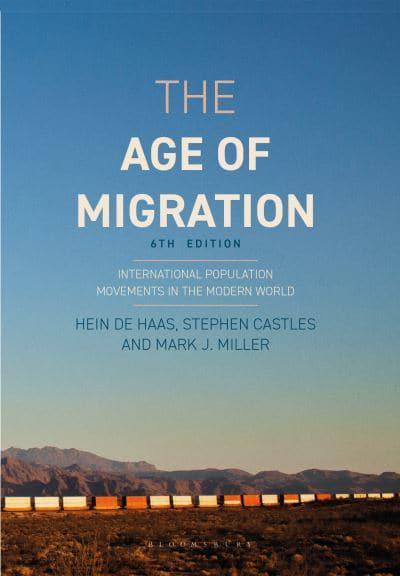 THE
AGE OF
MIGRATION
6TH EDITION
INTERNATIONAL POPULATION
MOVEMENTS IN THE MODERN WORLD
HEIN DE HAAS, STEPHEN CASTLES
AND MARK J. MILLER
BLOOMSBURY